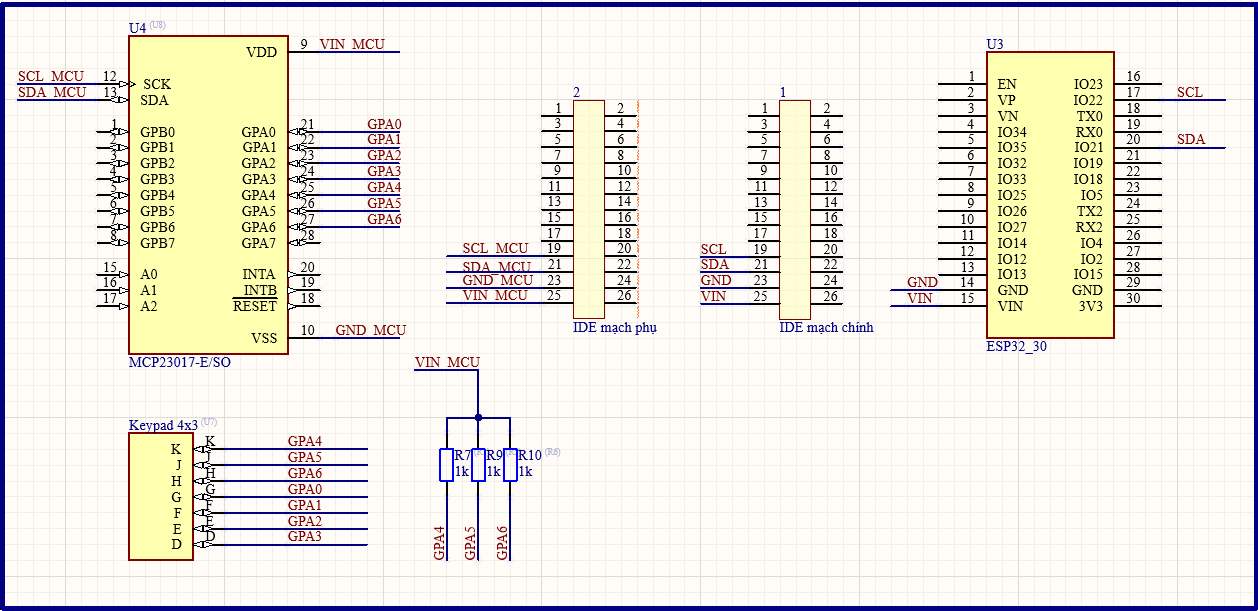 U4 (U8)
9 VIN_MCU
VDD
SCL_MCU 12 SCK
SDA_MCU 13 SDA
1 GPB0 GPA0 21 GPA0
2 GPB1 GPA1 22 GPA1
3 GPB2 GPA2 23 GPA2
4 GPB3 GPA3 24 GPA3
5 GPB4 GPA4 25 GPA4
6 GPB5 GPA5 26 GPA5
7 GPB6 GPA6 27 GPA6
8 GPB7 GPA7 28
15 A0 INTA 20
16 A1 INTB 19
17 A2 RESET 18
VSS 10 GND_MCU
MCP23017-E/SO
2
1 2
3 4
5 6
7 8
9 10
11 12
13 14
15 16
17 18
SCL_MCU 19 20
SDA_MCU 21 22
GND_MCU 23 24
VIN_MCU 25 26
IDE mạch phụ
1
1 2
3 4
5 6
7 8
9 10
11 12
13 14
15 16
17 18
SCL 19 20
SDA 21 22
GND 23 24
VIN 25 26
IDE mạch chính
U3
1 EN IO23 16
2 VP IO22 17 SCL
3 VN TX0 18
4 IO34 RX0 19
5 IO35 IO21 20 SDA
6 IO32 IO19 21
7 IO33 IO18 22
8 IO25 IO5 23
9 IO26 TX2 24
10 IO27 RX2 25
11 IO14 IO4 26
12 IO12 IO2 27
13 IO13 IO15 28
GND 14 GND GND 29
VIN 15 VIN 3V3 30
ESP32_30
Keypad 4x3 (U7)
K K GPA4
J J GPA5
H H GPA6
G G GPA0
F F GPA1
E E GPA2
D D GPA3
VIN_MCU
R7 R9 R10 (R6)
1k 1k 1k
GPA4 GPA5 GPA6